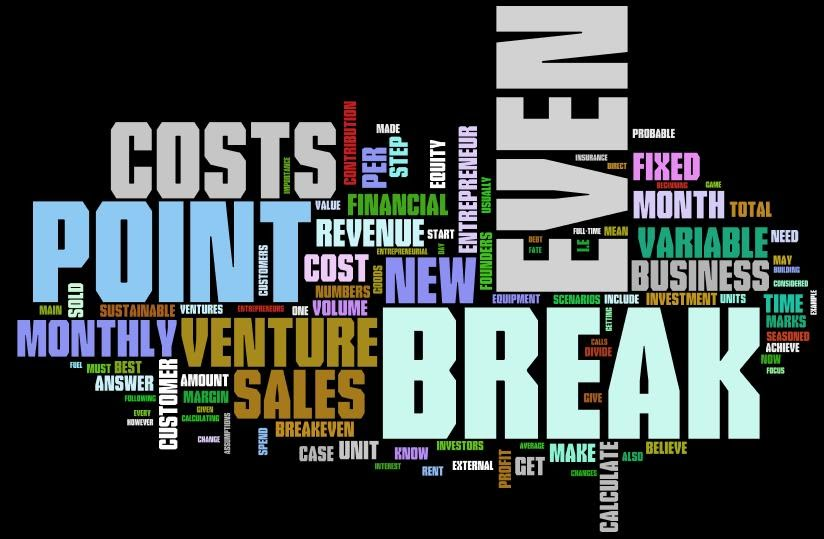 EVEN
COSTS
IMPORTANCE
CONTRIBUTION
MADE
PER
STEP
EQUITY
ENTREPRENEUR
USUALLY
INSURANCE
DIRECT
PROBABLE
FIXED
BEGINNING
GAME
MONTH
TOTAL
POINT
CUSTOMERS
VALUE
FINANCIAL
REVENUE
START
ENTREPRENEURIAL
DAY
FOUNDERS
DEBT
FATE
FULL-TIME
I.E
MEAN
VARIABLE
NEED
COST
GOODS
NEW
NUMBERS
BUSINESS
MAY
BUILDING
CONSIDERED
MAIN
SOLD
SUSTAINABLE
VENTURES
ENTREPRENEURS
ONE
VOLUME
EQUIPMENT
SCENARIOS
INCLUDE
INVESTMENT
UNITS
TIME
EXAMPLE
MARKS
MONTHLY
VENTURE
BREAK
GETTING
CALLS
DIVIDE
GIVE
SEASONED
ACHIEVE
NOW
FOCUS
FUEL
MUST
BEST
ANSWER
CUSTOMER
AMOUNT
SALES
FOLLOWING
MARGIN
EVERY
GIVEN
HOWEVER
CALCULATING
CHANGE
ASSUMPTIONS
SPEND
BREAKEVEN
CASE
UNIT
KNOW
INVESTORS
INTEREST
RENT
EXTERNAL
PROFIT
AVERAGE
GET
MAKE
CHANGES
CALCULATE
ALSO
BELIEVE